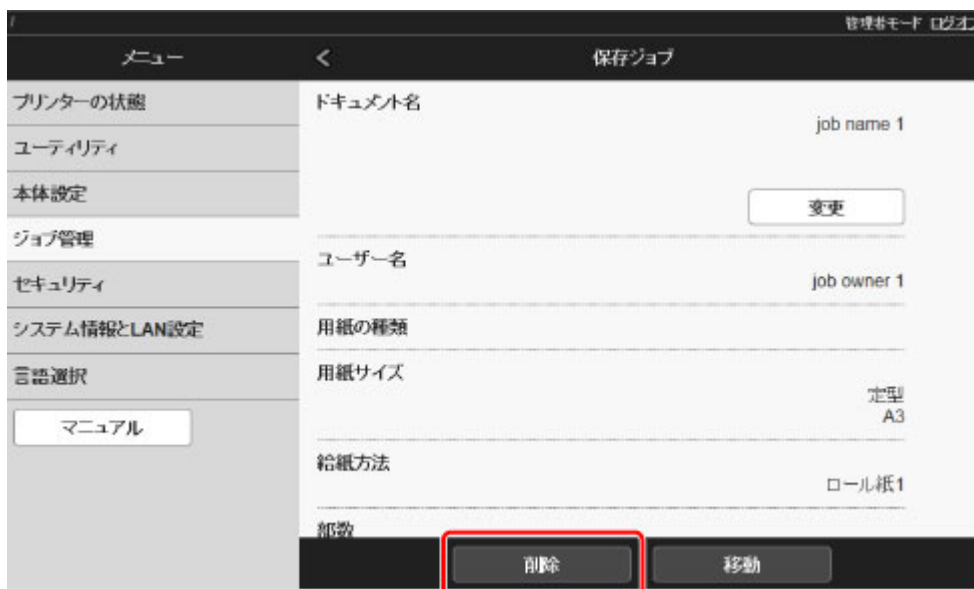 管理者モード ログオフ
メニュー
< 保存ジョブ
プリンターの状態
ユーティリティ
本体設定
ジョブ管理
セキュリティ
システム情報とLAN設定
言語選択
マニュアル
ドキュメント名
job name 1
変更
ユーザー名
job owner 1
用紙の種類
用紙サイズ
定型
A3
給紙方法
ロール紙1
部数
削除
移動